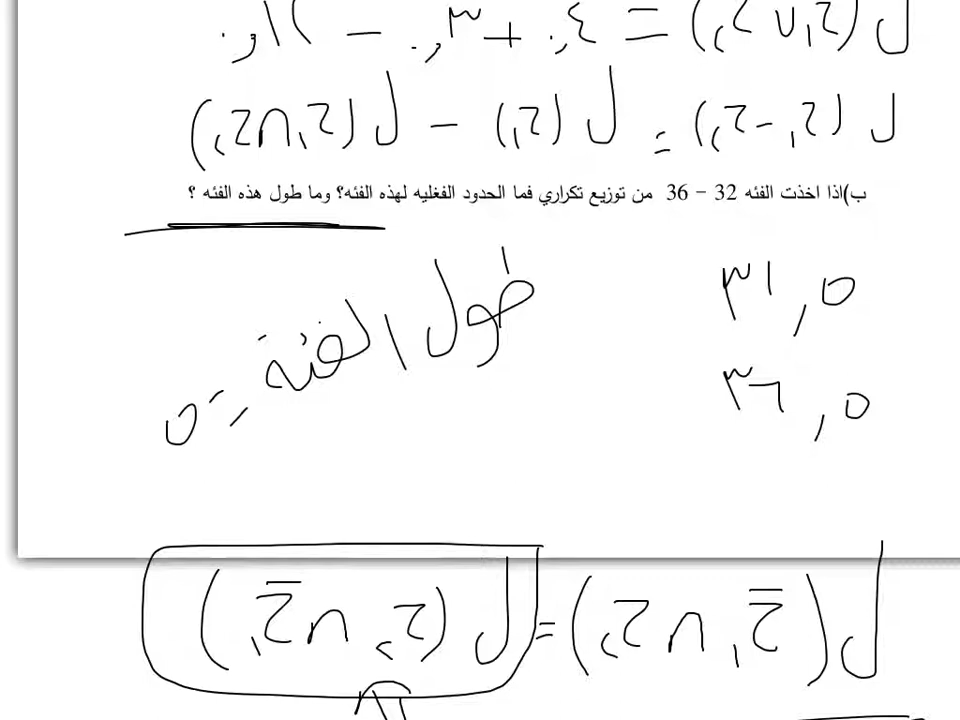 ل(ح١ ∪ ح٢) = ٠,٤ + ٠,٣ − ٠,١٢
ل(ح١ − ح٢) = ل(ح١) − ل(ح١ ∩ ح٢)
ب)اذا اخذت الفئه 32 – 36 من توزيع تكراري فما الحدود الفغليه لهذه الفئه؟ وما طول هذه الفئه ؟
٣١,٥
طول الفئة = ٥
٣٦,٥
ل(ح̅١ ∩ ح٢) = ل(ح٢ ∩ ح̅١)